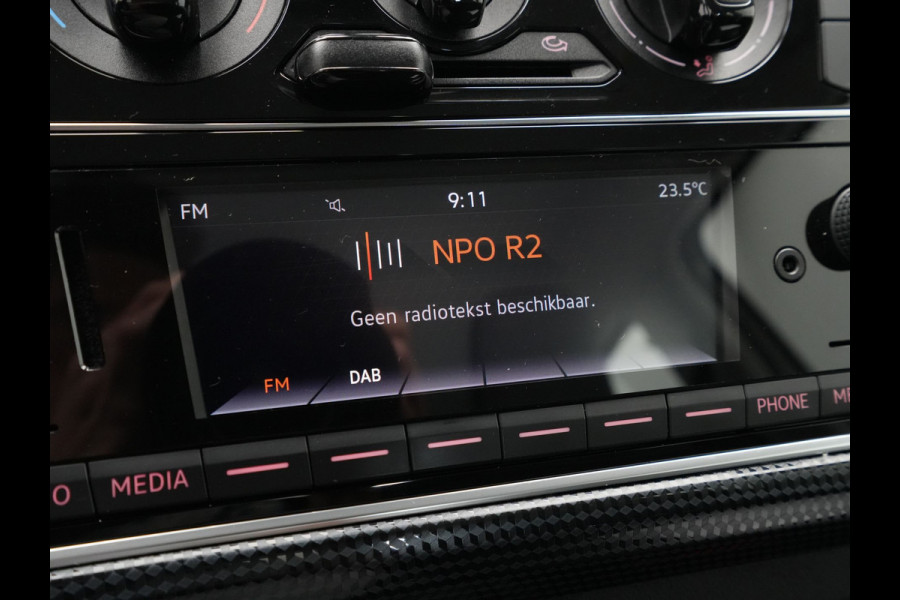 FM 9:11 23.5°C
NPO R2
Geen radiotekst beschikbaar.
FM DAB
PHONE
MEDIA